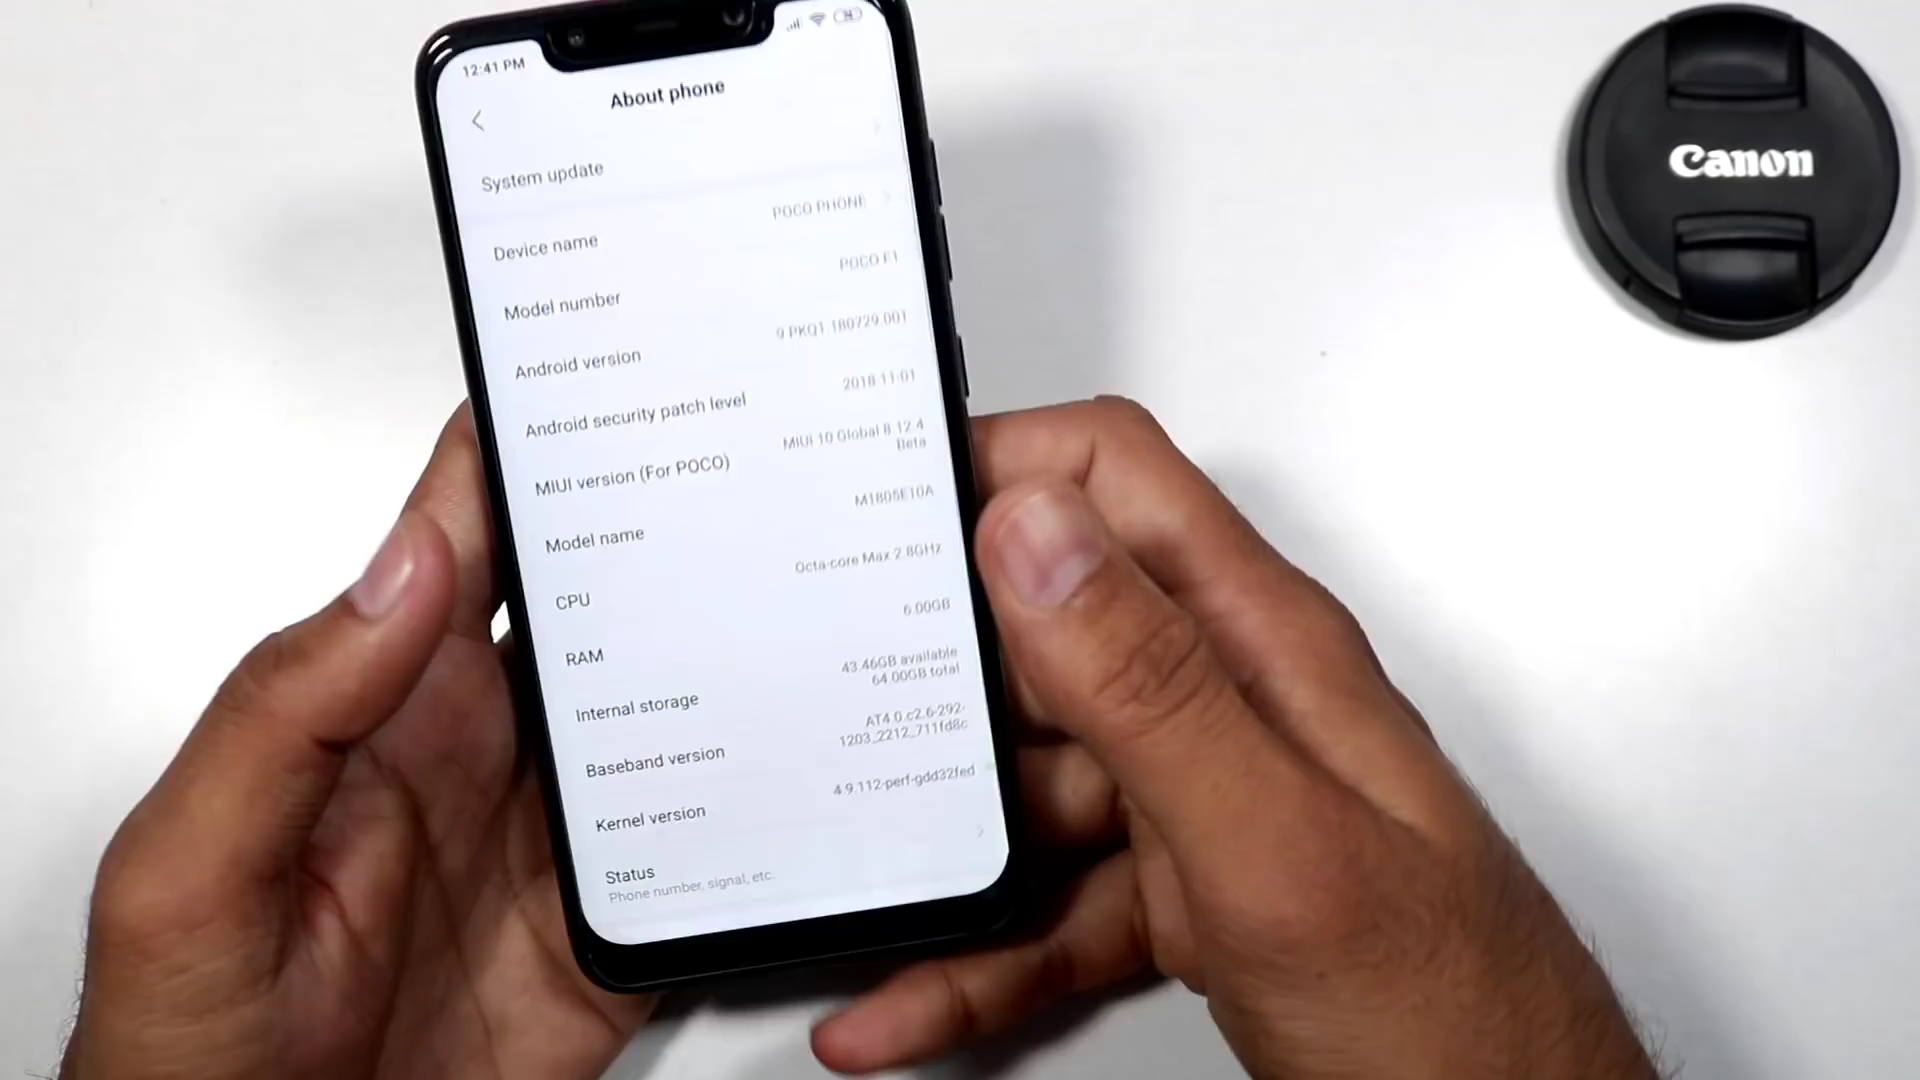 12:41 PM
About phone
System update
Device name
POCO PHONE
Model number
POCO F1
Android version
9 PKQ1.180729.001
Android security patch level
2018-11-01
MIUI version (For POCO)
MIUI 10 Global 8.12.4
Beta
Model name
M1805E10A
CPU
Octa-core Max 2.8GHz
RAM
6.00GB
Internal storage
43.46GB available
64.00GB total
Baseband version
AT4.0.c2.6-292-
1203_2212_711fd8c
Kernel version
4.9.112-perf-gdd32fed
Status
Phone number, signal, etc.
Canon